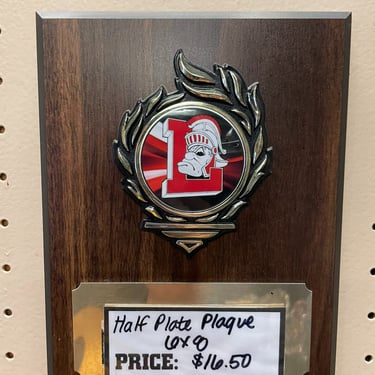 L
Half Plate Plaque
6x8
PRICE: $16.50